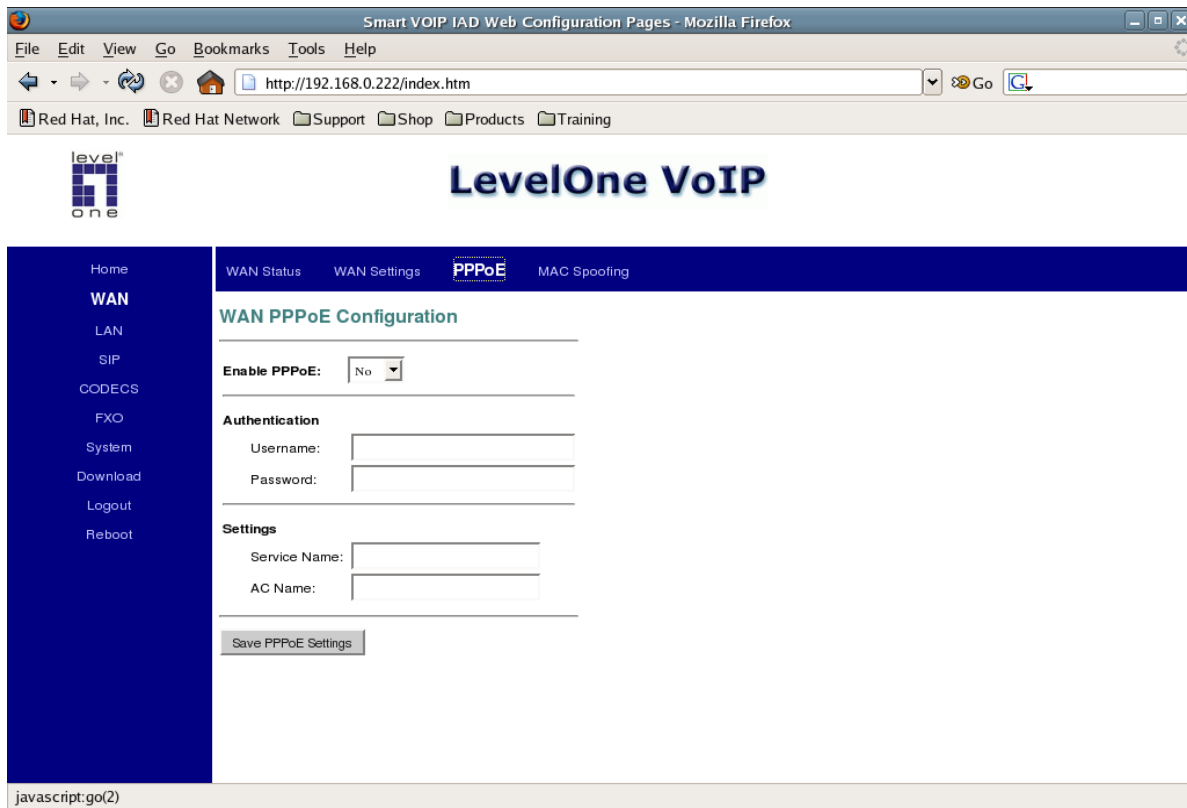 Smart VOIP IAD Web Configuration Pages - Mozilla Firefox
File Edit View Go Bookmarks Tools Help
http://192.168.0.222/index.htm Go G
Red Hat, Inc. Red Hat Network Support Shop Products Training
level
one
LevelOne VoIP
Home
WAN
LAN
SIP
CODECS
FXO
System
Download
Logout
Reboot
WAN Status WAN Settings PPPoE MAC Spoofing
WAN PPPoE Configuration
Enable PPPoE: No
Authentication
Username:
Password:
Settings
Service Name:
AC Name:
Save PPPoE Settings
javascript:go(2)